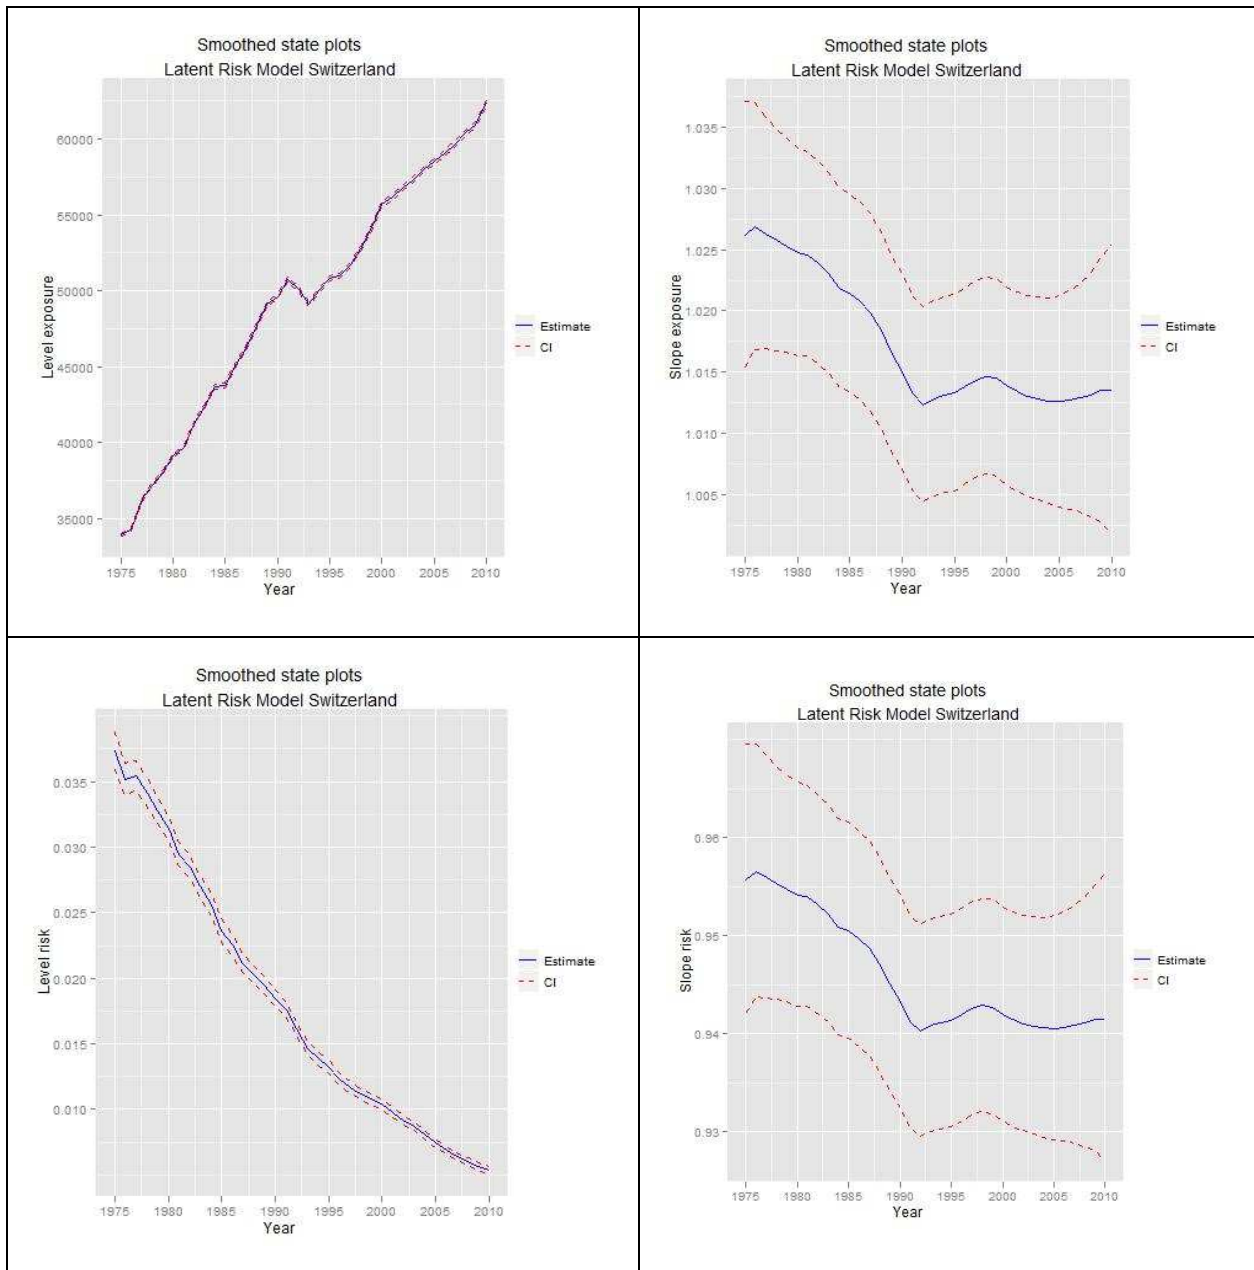 Smoothed state plots
Latent Risk Model Switzerland
60000
55000
50000
45000
40000
35000
Level exposure
1975 1980 1985 1990 1995 2000 2005 2010
Year
Estimate
CI
Smoothed state plots
Latent Risk Model Switzerland
1.035
1.030
1.025
1.020
1.015
1.010
1.005
Slope exposure
1975 1980 1985 1990 1995 2000 2005 2010
Year
Estimate
CI
Smoothed state plots
Latent Risk Model Switzerland
0.035
0.030
0.025
0.020
0.015
0.010
Level risk
1975 1980 1985 1990 1995 2000 2005 2010
Year
Estimate
CI
Smoothed state plots
Latent Risk Model Switzerland
0.96
0.95
0.94
0.93
Slope risk
1975 1980 1985 1990 1995 2000 2005 2010
Year
Estimate
CI